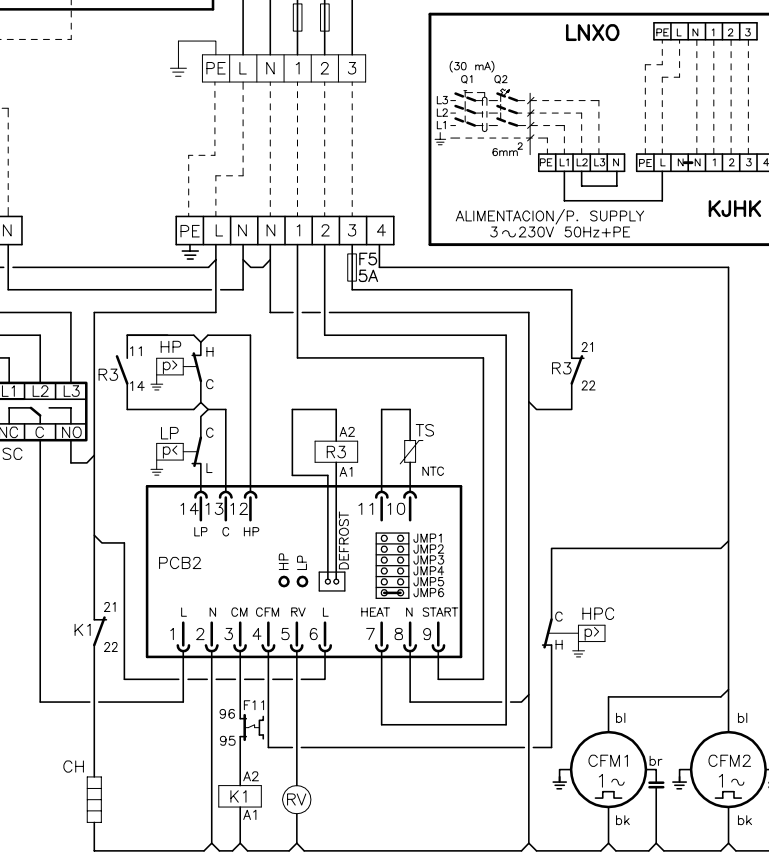 LNXO
PE L N 1 2 3
PE L N 1 2 3
(30 mA)
Q1 Q2
L3
L2
L1
6mm2
PE L1 L2 L3 N
PE L N N 1 2 3 4
KJHK
ALIMENTACION/P. SUPPLY
3~230V 50Hz+PE
N
PE L N N 1 2 3 4
F5
5A
11
HP
H
p>
R3
14
C
21
R3
22
L1 L2 L3
NC C NO
SC
LP
C
p<
L
A2
R3
A1
TS
NTC
14 13 12
LP C HP
11 10
PCB2
HP
LP
DEFROST
JMP1
JMP2
JMP3
JMP4
JMP5
JMP6
L N CM CFM RV L HEAT N START
1 2 3 4 5 6 7 8 9
21
K1
22
C
HPC
p>
H
96
F11
95
CH
A2
K1
A1
RV
bl
CFM1
1~
br
bk
bl
CFM2
1~
bk